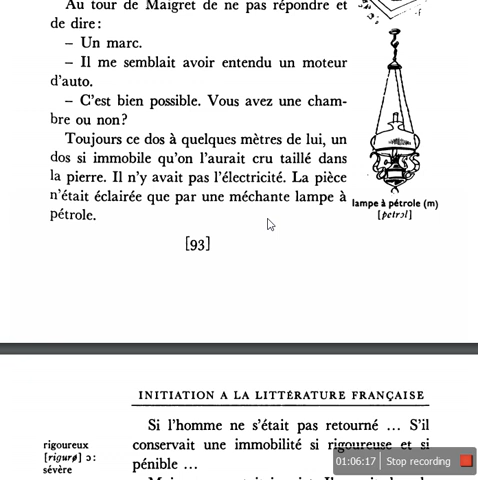 Au tour de Maigret de ne pas répondre et
de dire:
– Un marc.
– Il me semblait avoir entendu un moteur
d'auto.
– C'est bien possible. Vous avez une cham-
bre ou non?
Toujours ce dos à quelques mètres de lui, un
dos si immobile qu'on l'aurait cru taillé dans
la pierre. Il n'y avait pas l'électricité. La pièce
n'était éclairée que par une méchante lampe à
pétrole.
lampe à pétrole (m)
[petrɔl]
[93]
INITIATION A LA LITTÉRATURE FRANÇAISE
Si l'homme ne s'était pas retourné ... S'il
conservait une immobilité si rigoureuse et si
pénible ...
rigoureux
[rigurø] ɔ:
sévère
01:06:17 Stop recording